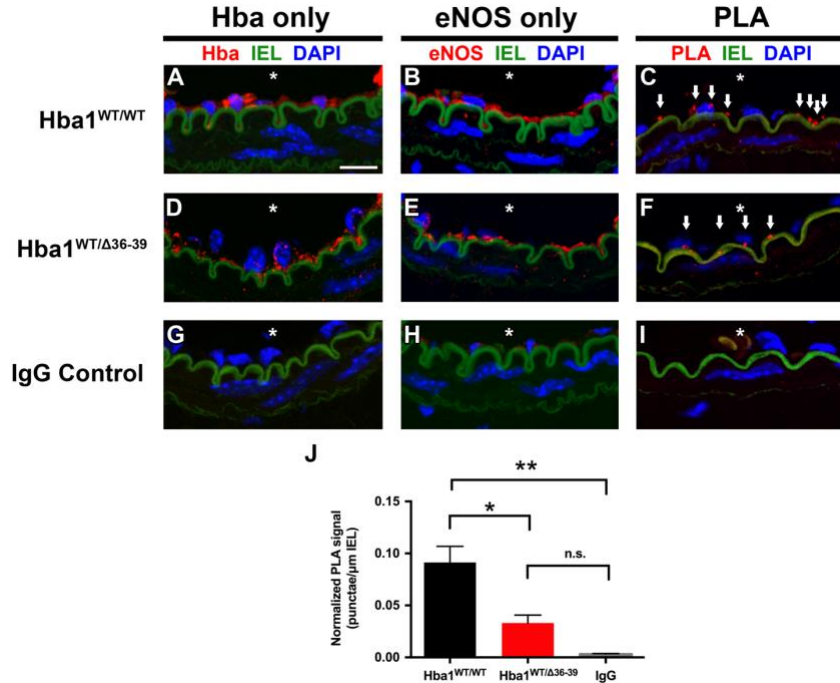 Hba only eNOS only PLA
Hba IEL DAPI eNOS IEL DAPI PLA IEL DAPI
Hba1WT/WT A * B * C *
Hba1WT/Δ36-39 D * E * F *
IgG Control G * H * I *
J
**
*
n.s.
Normalized PLA signal
(punctae/µm IEL)
0.15
0.10
0.05
0.00
Hba1WT/WT Hba1WT/Δ36-39 IgG